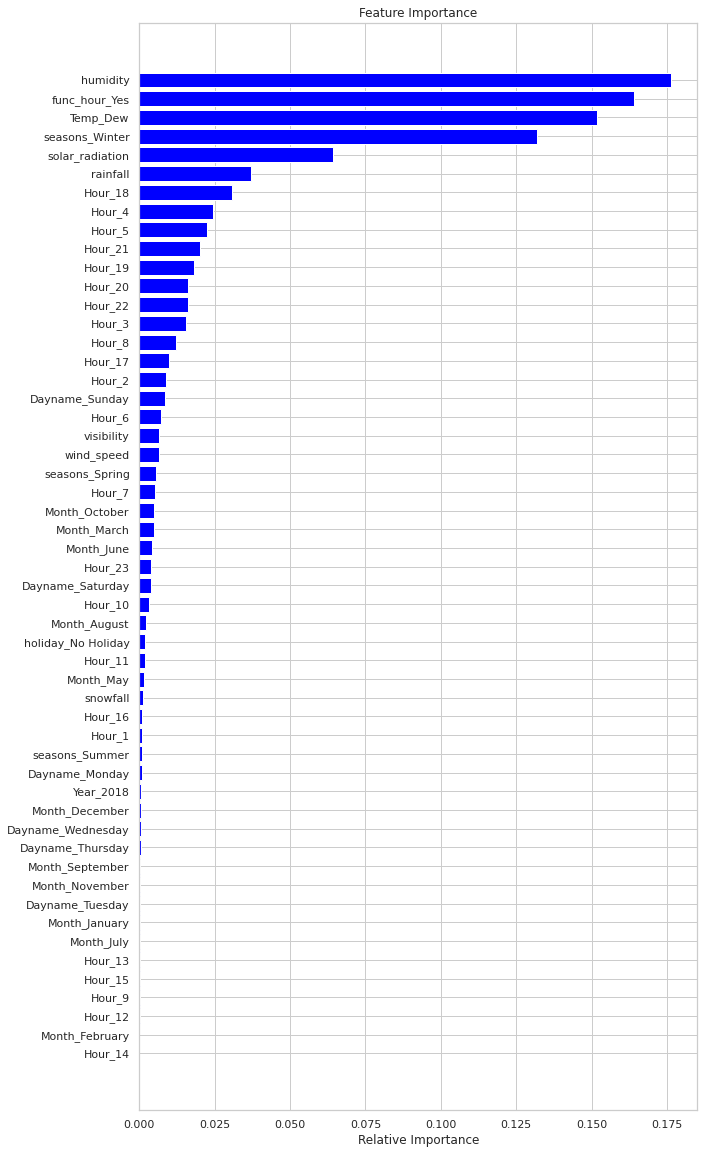 Feature Importance
humidity
func_hour_Yes
Temp_Dew
seasons_Winter
solar_radiation
rainfall
Hour_18
Hour_4
Hour_5
Hour_21
Hour_19
Hour_20
Hour_22
Hour_3
Hour_8
Hour_17
Hour_2
Dayname_Sunday
Hour_6
visibility
wind_speed
seasons_Spring
Hour_7
Month_October
Month_March
Month_June
Hour_23
Dayname_Saturday
Hour_10
Month_August
holiday_No Holiday
Hour_11
Month_May
snowfall
Hour_16
Hour_1
seasons_Summer
Dayname_Monday
Year_2018
Month_December
Dayname_Wednesday
Dayname_Thursday
Month_September
Month_November
Dayname_Tuesday
Month_January
Month_July
Hour_13
Hour_15
Hour_9
Hour_12
Month_February
Hour_14
0.000 0.025 0.050 0.075 0.100 0.125 0.150 0.175
Relative Importance